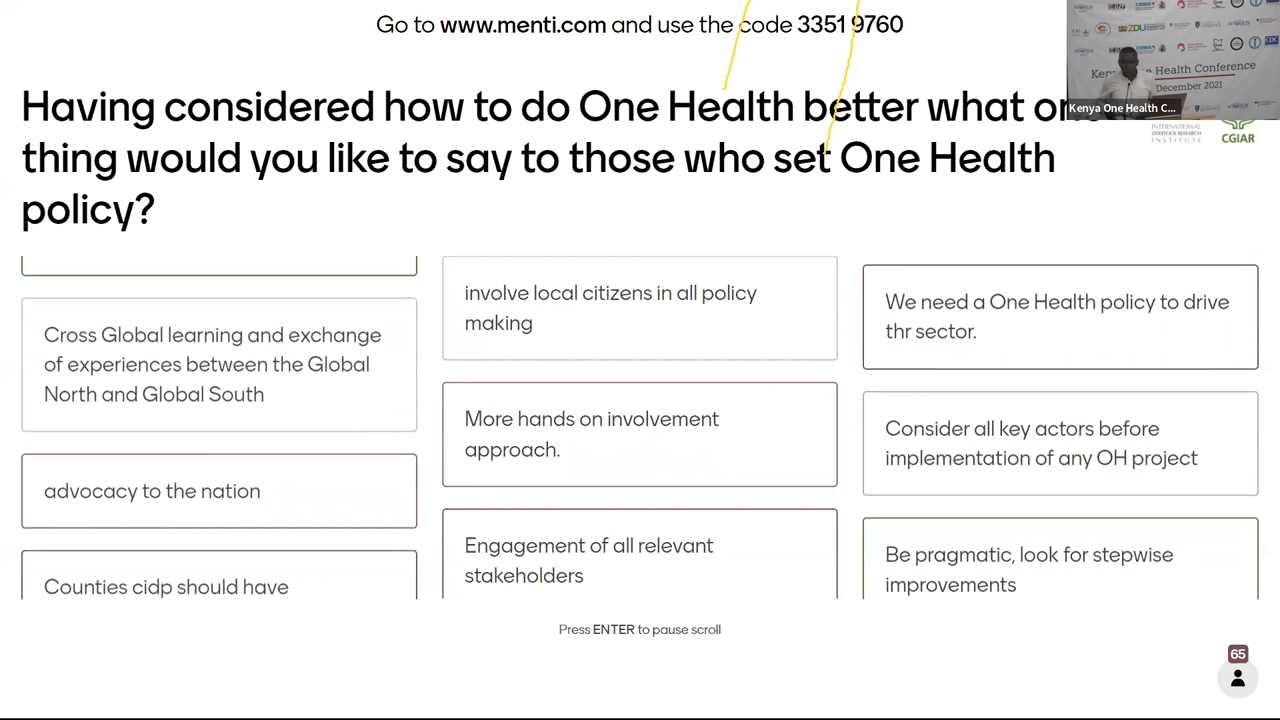 Go to www.menti.com and use the code 3351 9760
Having considered how to do One Health better what on
thing would you like to say to those who set One Health
policy?
Kenya One Health Conference
December 2021
Kenya One Health C...
INTERNATIONAL
LIVESTOCK RESEARCH
INSTITUTE
CGIAR
Cross Global learning and exchange
of experiences between the Global
North and Global South
advocacy to the nation
Counties cidp should have
involve local citizens in all policy
making
More hands on involvement
approach.
Engagement of all relevant
stakeholders
We need a One Health policy to drive
thr sector.
Consider all key actors before
implementation of any OH project
Be pragmatic, look for stepwise
improvements
Press ENTER to pause scroll
65